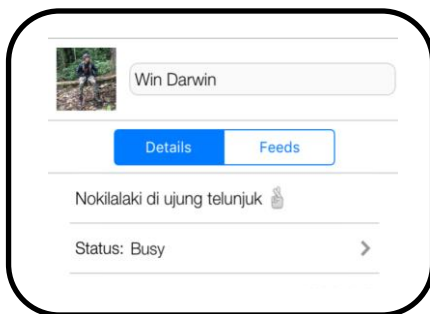 Win Darwin
Details Feeds
Nokilalaki di ujung telunjuk ☝
Status: Busy